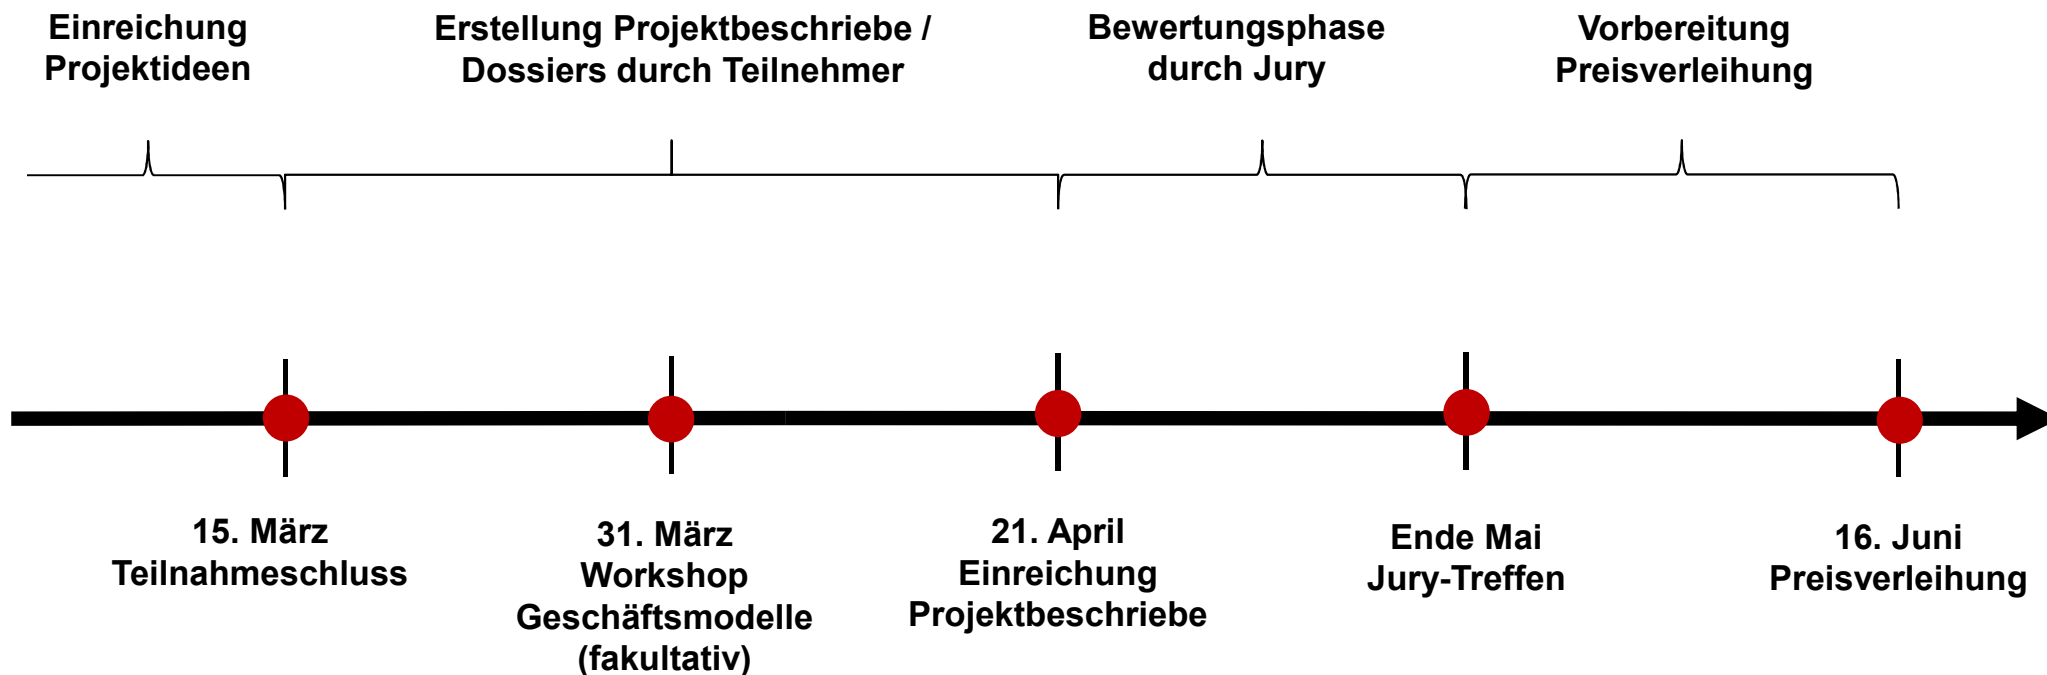 Einreichung
Projektideen
Erstellung Projektbeschriebe /
Dossiers durch Teilnehmer
Bewertungsphase
durch Jury
Vorbereitung
Preisverleihung
15. März
Teilnahmeschluss
31. März
Workshop
Geschäftsmodelle
(fakultativ)
21. April
Einreichung
Projektbeschriebe
Ende Mai
Jury-Treffen
16. Juni
Preisverleihung